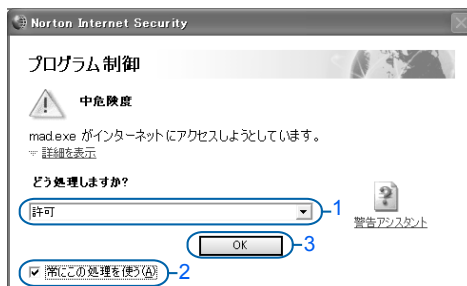 Norton Internet Security
プログラム制御
中危険度
mad.exe がインターネットにアクセスしようとしています。
詳細を表示
どう処理しますか?
許可
1
警告アシスタント
OK
3
常にこの処理を使う(A)
2